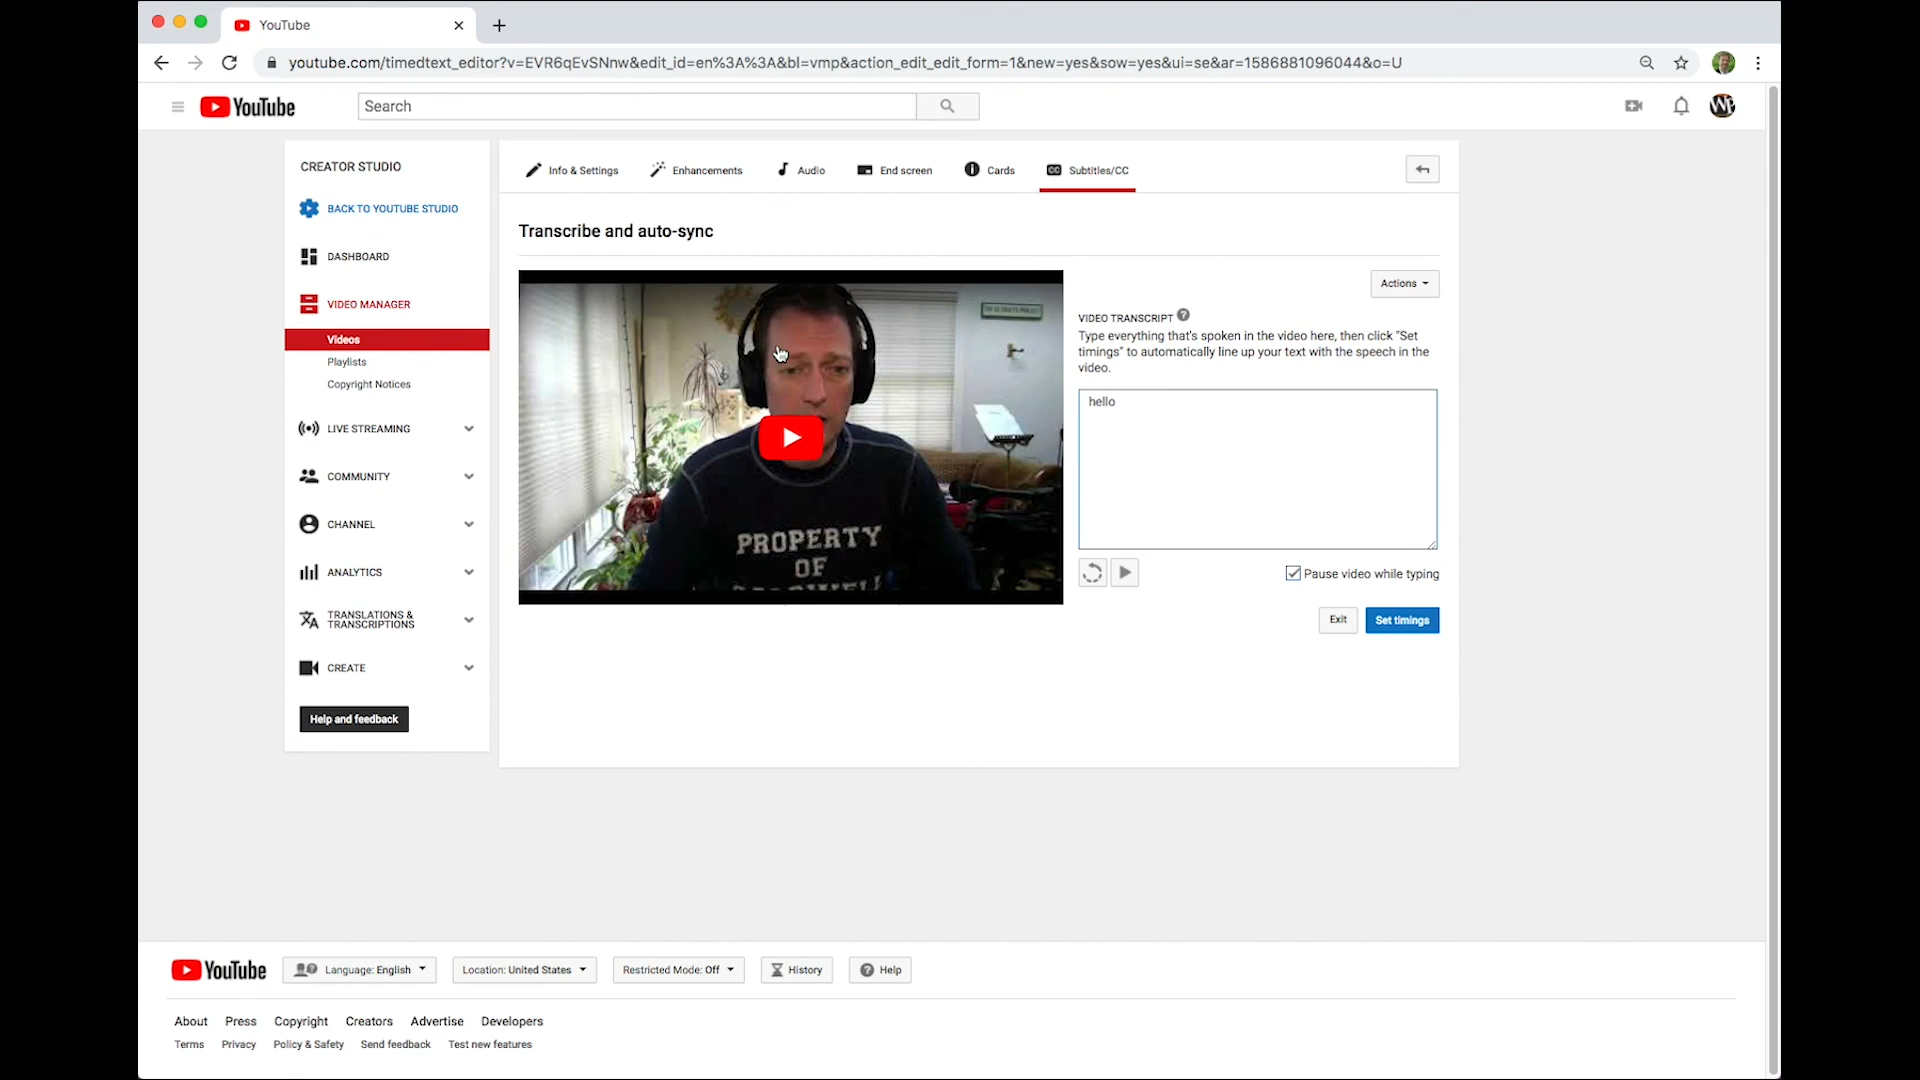 YouTube
youtube.com/timedtext_editor?v=EVR6qEvSNnw&edit_id=en%3A%3A&bl=vmp&action_edit_edit_form=1&new=yes&sow=yes&ui=se&ar=1586881096044&o=U
YouTube
Search
CREATOR STUDIO
BACK TO YOUTUBE STUDIO
DASHBOARD
VIDEO MANAGER
Videos
Playlists
Copyright Notices
LIVE STREAMING
COMMUNITY
CHANNEL
ANALYTICS
TRANSLATIONS &
TRANSCRIPTIONS
CREATE
Help and feedback
Info & Settings
Enhancements
Audio
End screen
Cards
CC Subtitles/CC
Transcribe and auto-sync
PROPERTY
OF
Actions
VIDEO TRANSCRIPT ?
Type everything that's spoken in the video here, then click "Set
timings" to automatically line up your text with the speech in the
video.
hello
Pause video while typing
Exit
Set timings
YouTube
Language: English
Location: United States
Restricted Mode: Off
History
Help
About Press Copyright Creators Advertise Developers
Terms Privacy Policy & Safety Send feedback Test new features